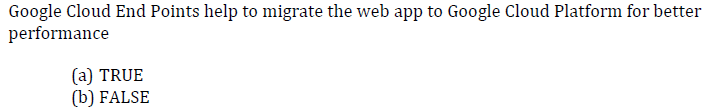 Google Cloud End Points help to migrate the web app to Google Cloud Platform for better
performance
(a) TRUE
(b) FALSE